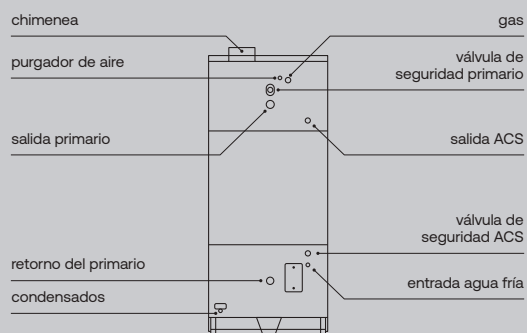 chimenea
purgador de aire
salida primario
retorno del primario
condensados
gas
válvula de
seguridad primario
salida ACS
válvula de
seguridad ACS
entrada agua fría